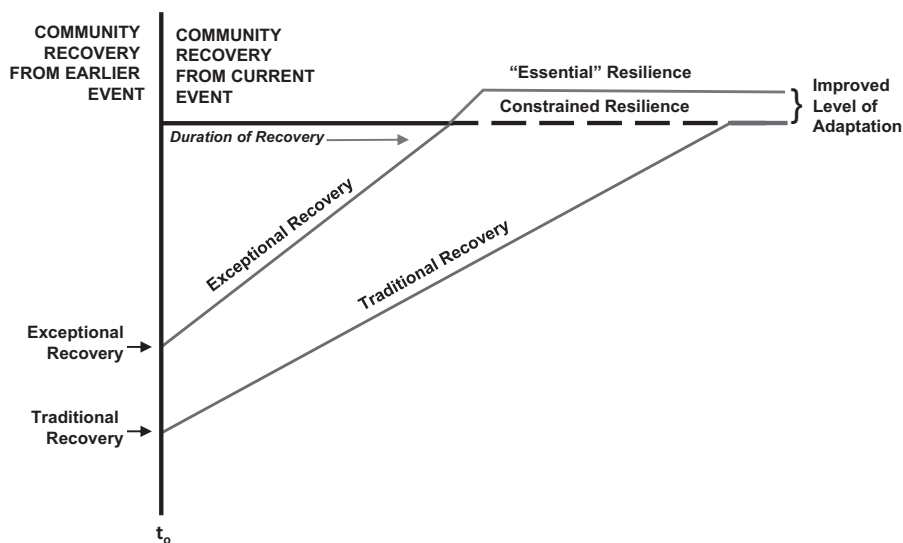 COMMUNITY
RECOVERY
FROM EARLIER
EVENT
COMMUNITY
RECOVERY
FROM CURRENT
EVENT
“Essential” Resilience
Constrained Resilience
Improved
Level of
Adaptation
Duration of Recovery
Exceptional Recovery
Traditional Recovery
Exceptional
Recovery
Traditional
Recovery
to